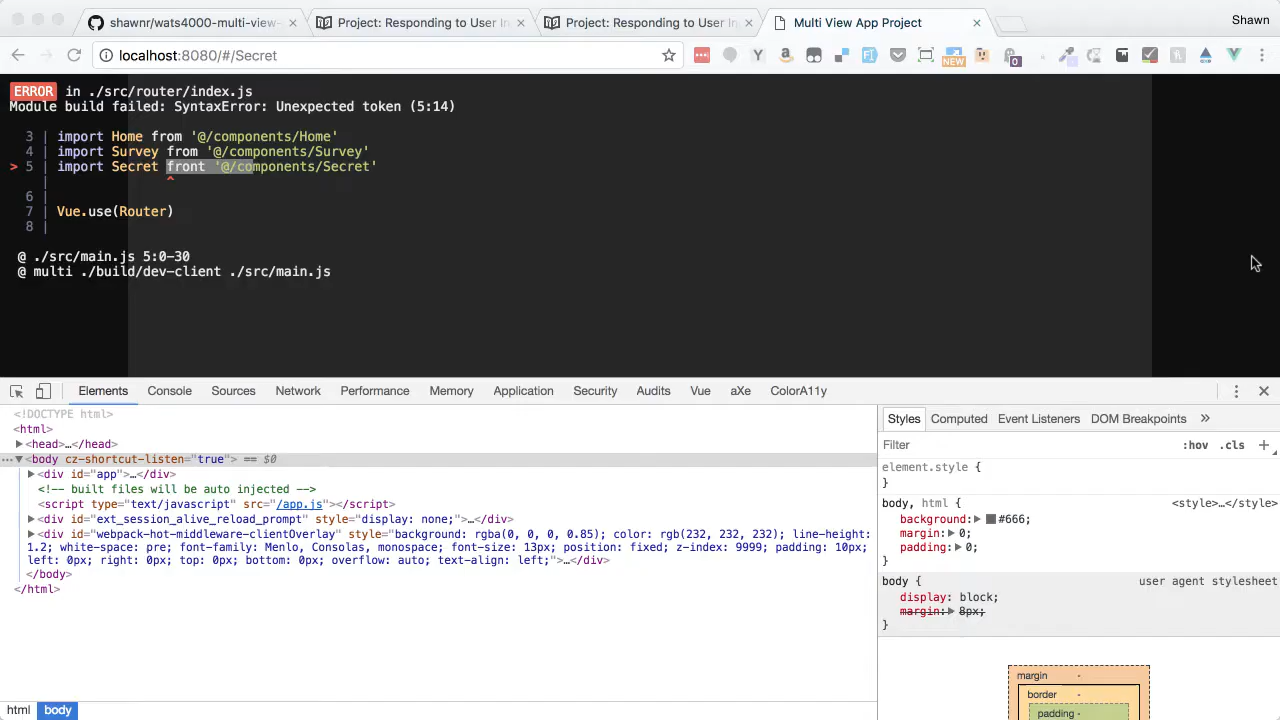 shawnr/wats4000-multi-view- ×
Project: Responding to User In ×
Project: Responding to User In ×
Multi View App Project ×
Shawn
localhost:8080/#/Secret
NEW
0
ERROR in ./src/router/index.js
Module build failed: SyntaxError: Unexpected token (5:14)
3 | import Home from '@/components/Home'
4 | import Survey from '@/components/Survey'
> 5 | import Secret front '@/components/Secret'
| ^
6 |
7 | Vue.use(Router)
8 |
@ ./src/main.js 5:0-30
@ multi ./build/dev-client ./src/main.js
Elements Console Sources Network Performance Memory Application Security Audits Vue aXe ColorA11y
<!DOCTYPE html>
<html>
<head>…</head>
<body cz-shortcut-listen="true"> == $0
<div id="app">…</div>
<!-- built files will be auto injected -->
<script type="text/javascript" src="/app.js"></script>
<div id="ext_session_alive_reload_prompt" style="display: none;">…</div>
<div id="webpack-hot-middleware-clientOverlay" style="background: rgba(0, 0, 0, 0.85); color: rgb(232, 232, 232); line-height:
1.2; white-space: pre; font-family: Menlo, Consolas, monospace; font-size: 13px; position: fixed; z-index: 9999; padding: 10px;
left: 0px; right: 0px; top: 0px; bottom: 0px; overflow: auto; text-align: left;">…</div>
</body>
</html>
html body
Styles Computed Event Listeners DOM Breakpoints »
Filter :hov .cls +
element.style {
}
body, html { <style>…</style>
background: #666;
margin: 0;
padding: 0;
}
body { user agent stylesheet
display: block;
margin: 8px;
}
margin -
border -
padding -